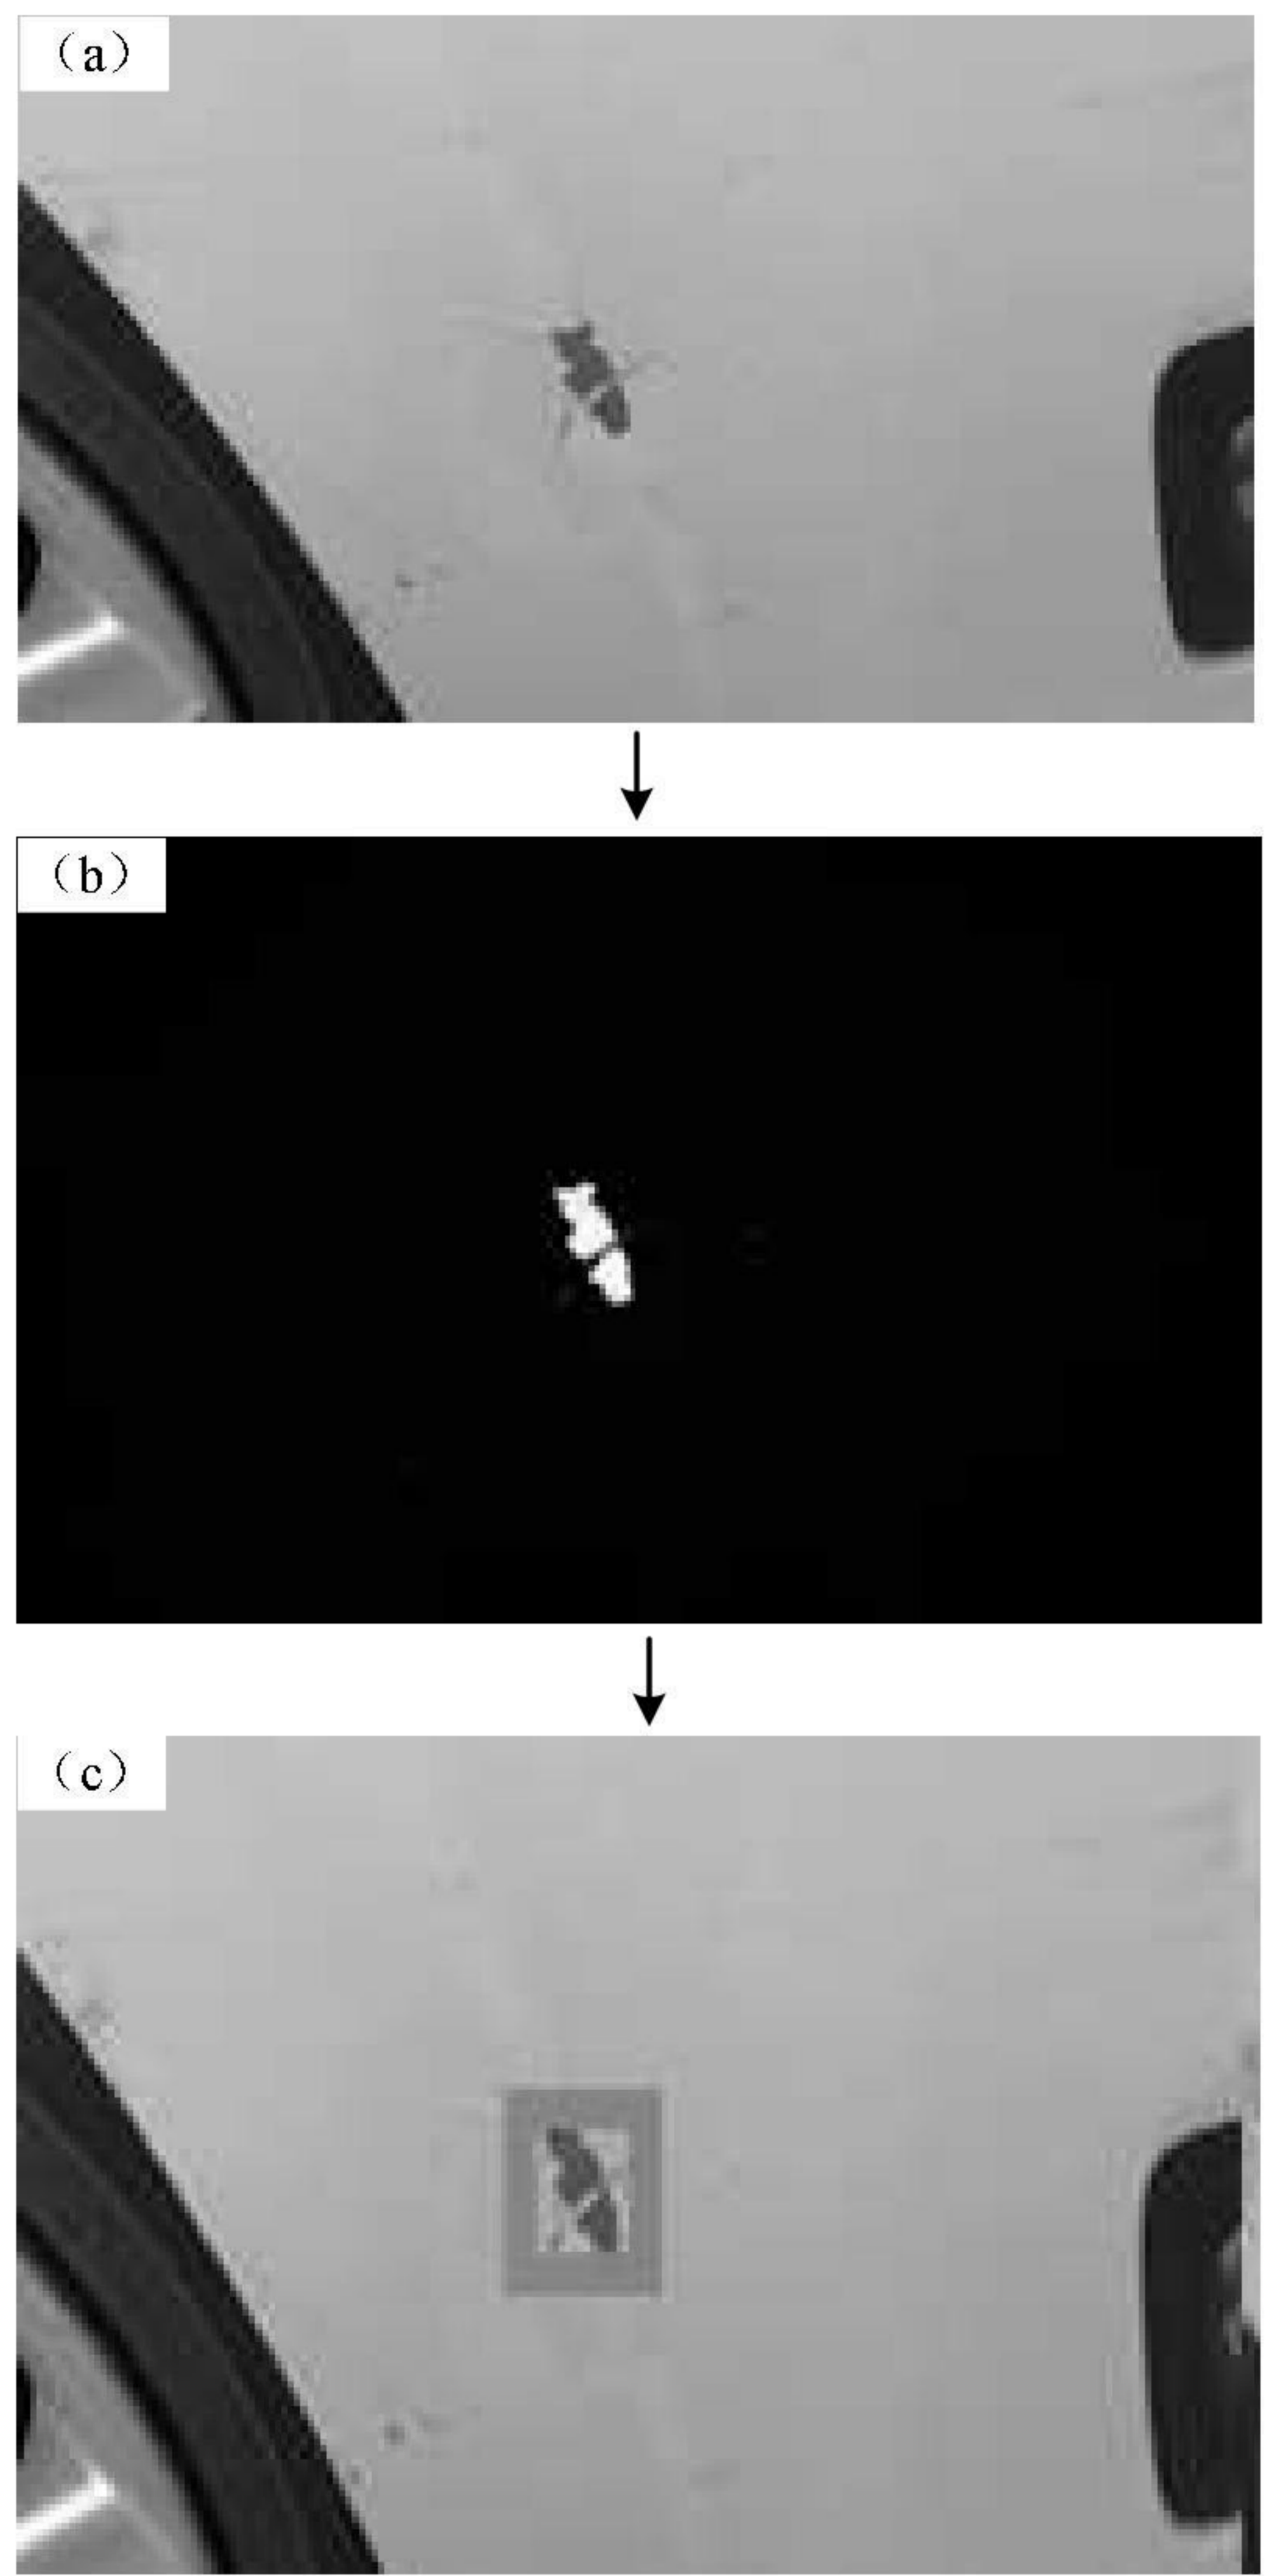 （a）
（b）
（c）